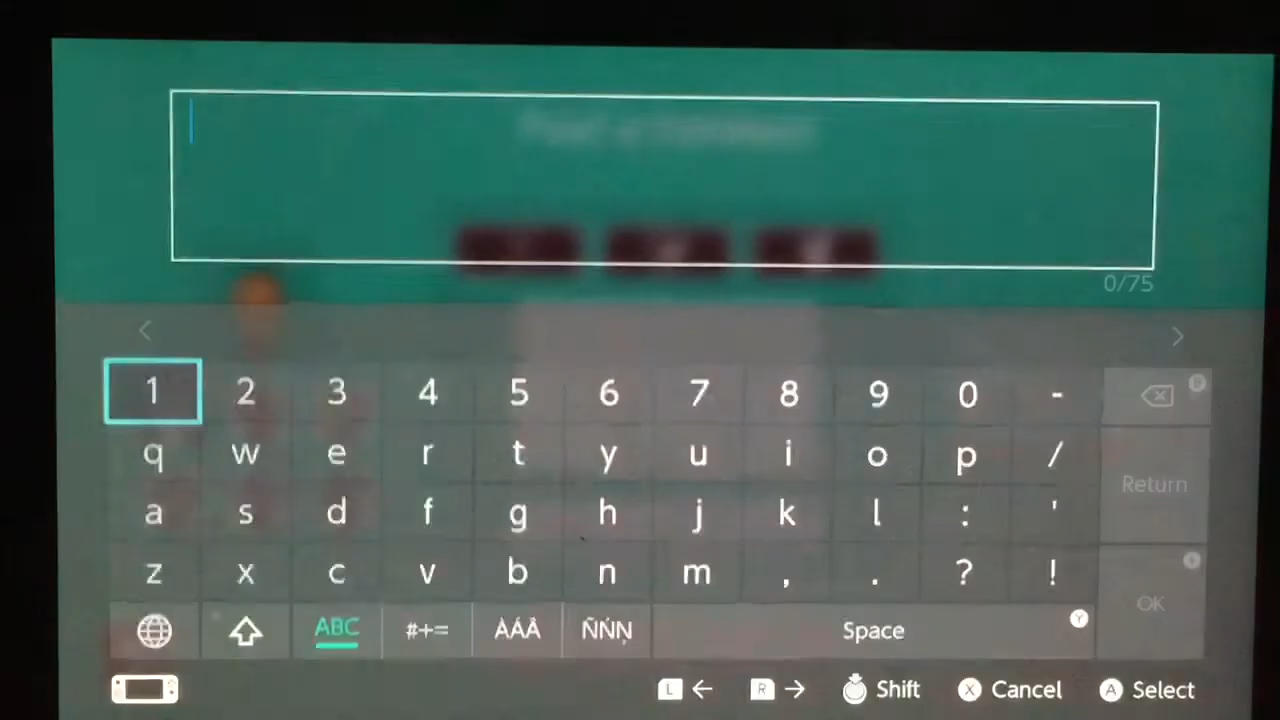 0/75
1 2 3 4 5 6 7 8 9 0 -
q w e r t y u i o p /
Return
a s d f g h j k l : '
z x c v b n m , . ? !
OK
ABC #+= ÀÁÂ ÑŃŅ Space Y
L ← R → Shift X Cancel A Select